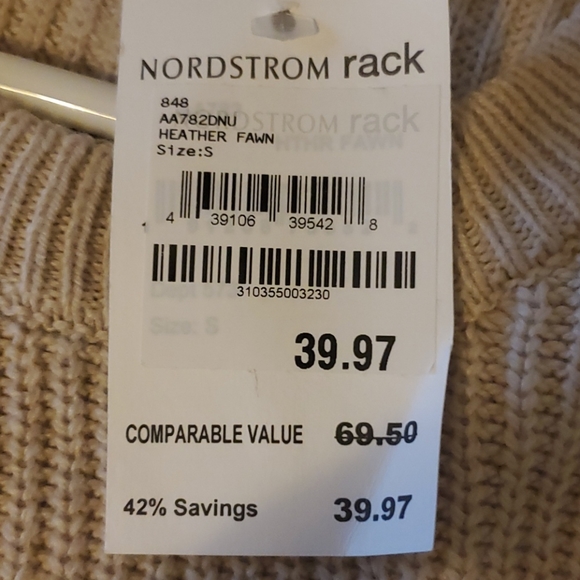 NORDSTROM rack
848
AA782DNU
HEATHER FAWN
Size:S
4 39106 39542 8
310355003230
39.97
COMPARABLE VALUE 69.50
42% Savings 39.97